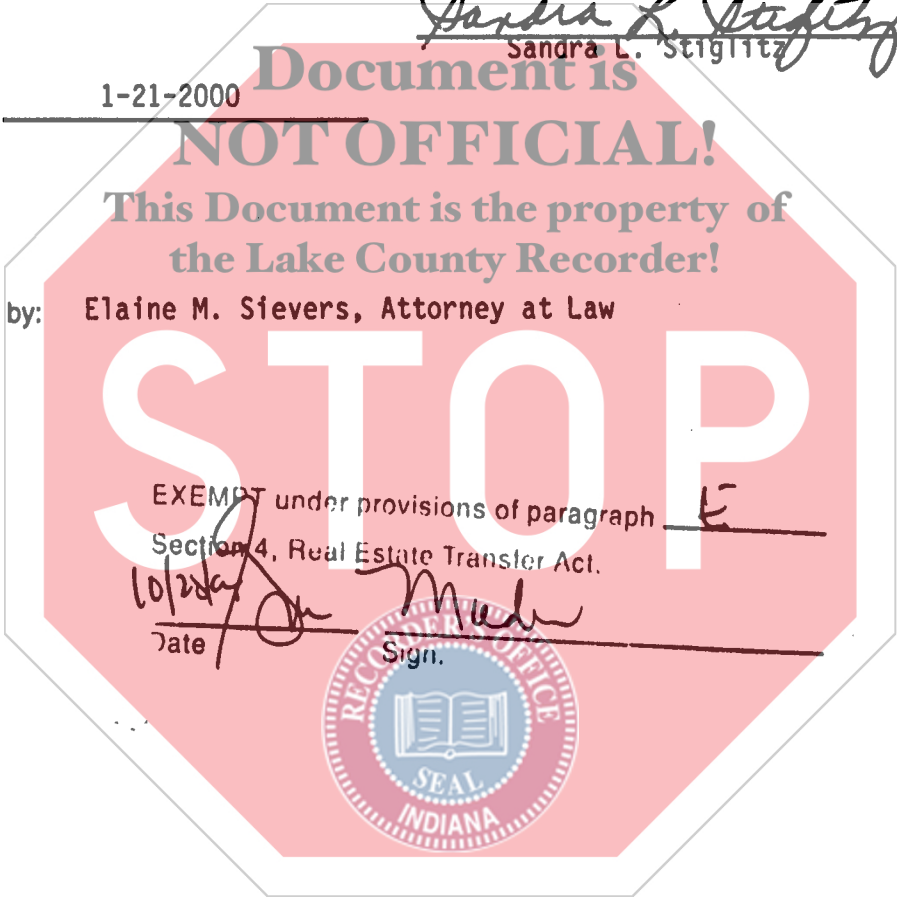 Sandra L. Stiglitz
Sandra L. Stiglitz
Document is
1-21-2000
NOT OFFICIAL!
This Document is the property of
the Lake County Recorder!
by: Elaine M. Sievers, Attorney at Law
STOP
EXEMPT under provisions of paragraph E
Section 4, Real Estate Transfer Act.
Date Sign.
RECORDER'S OFFICE
SEAL
INDIANA